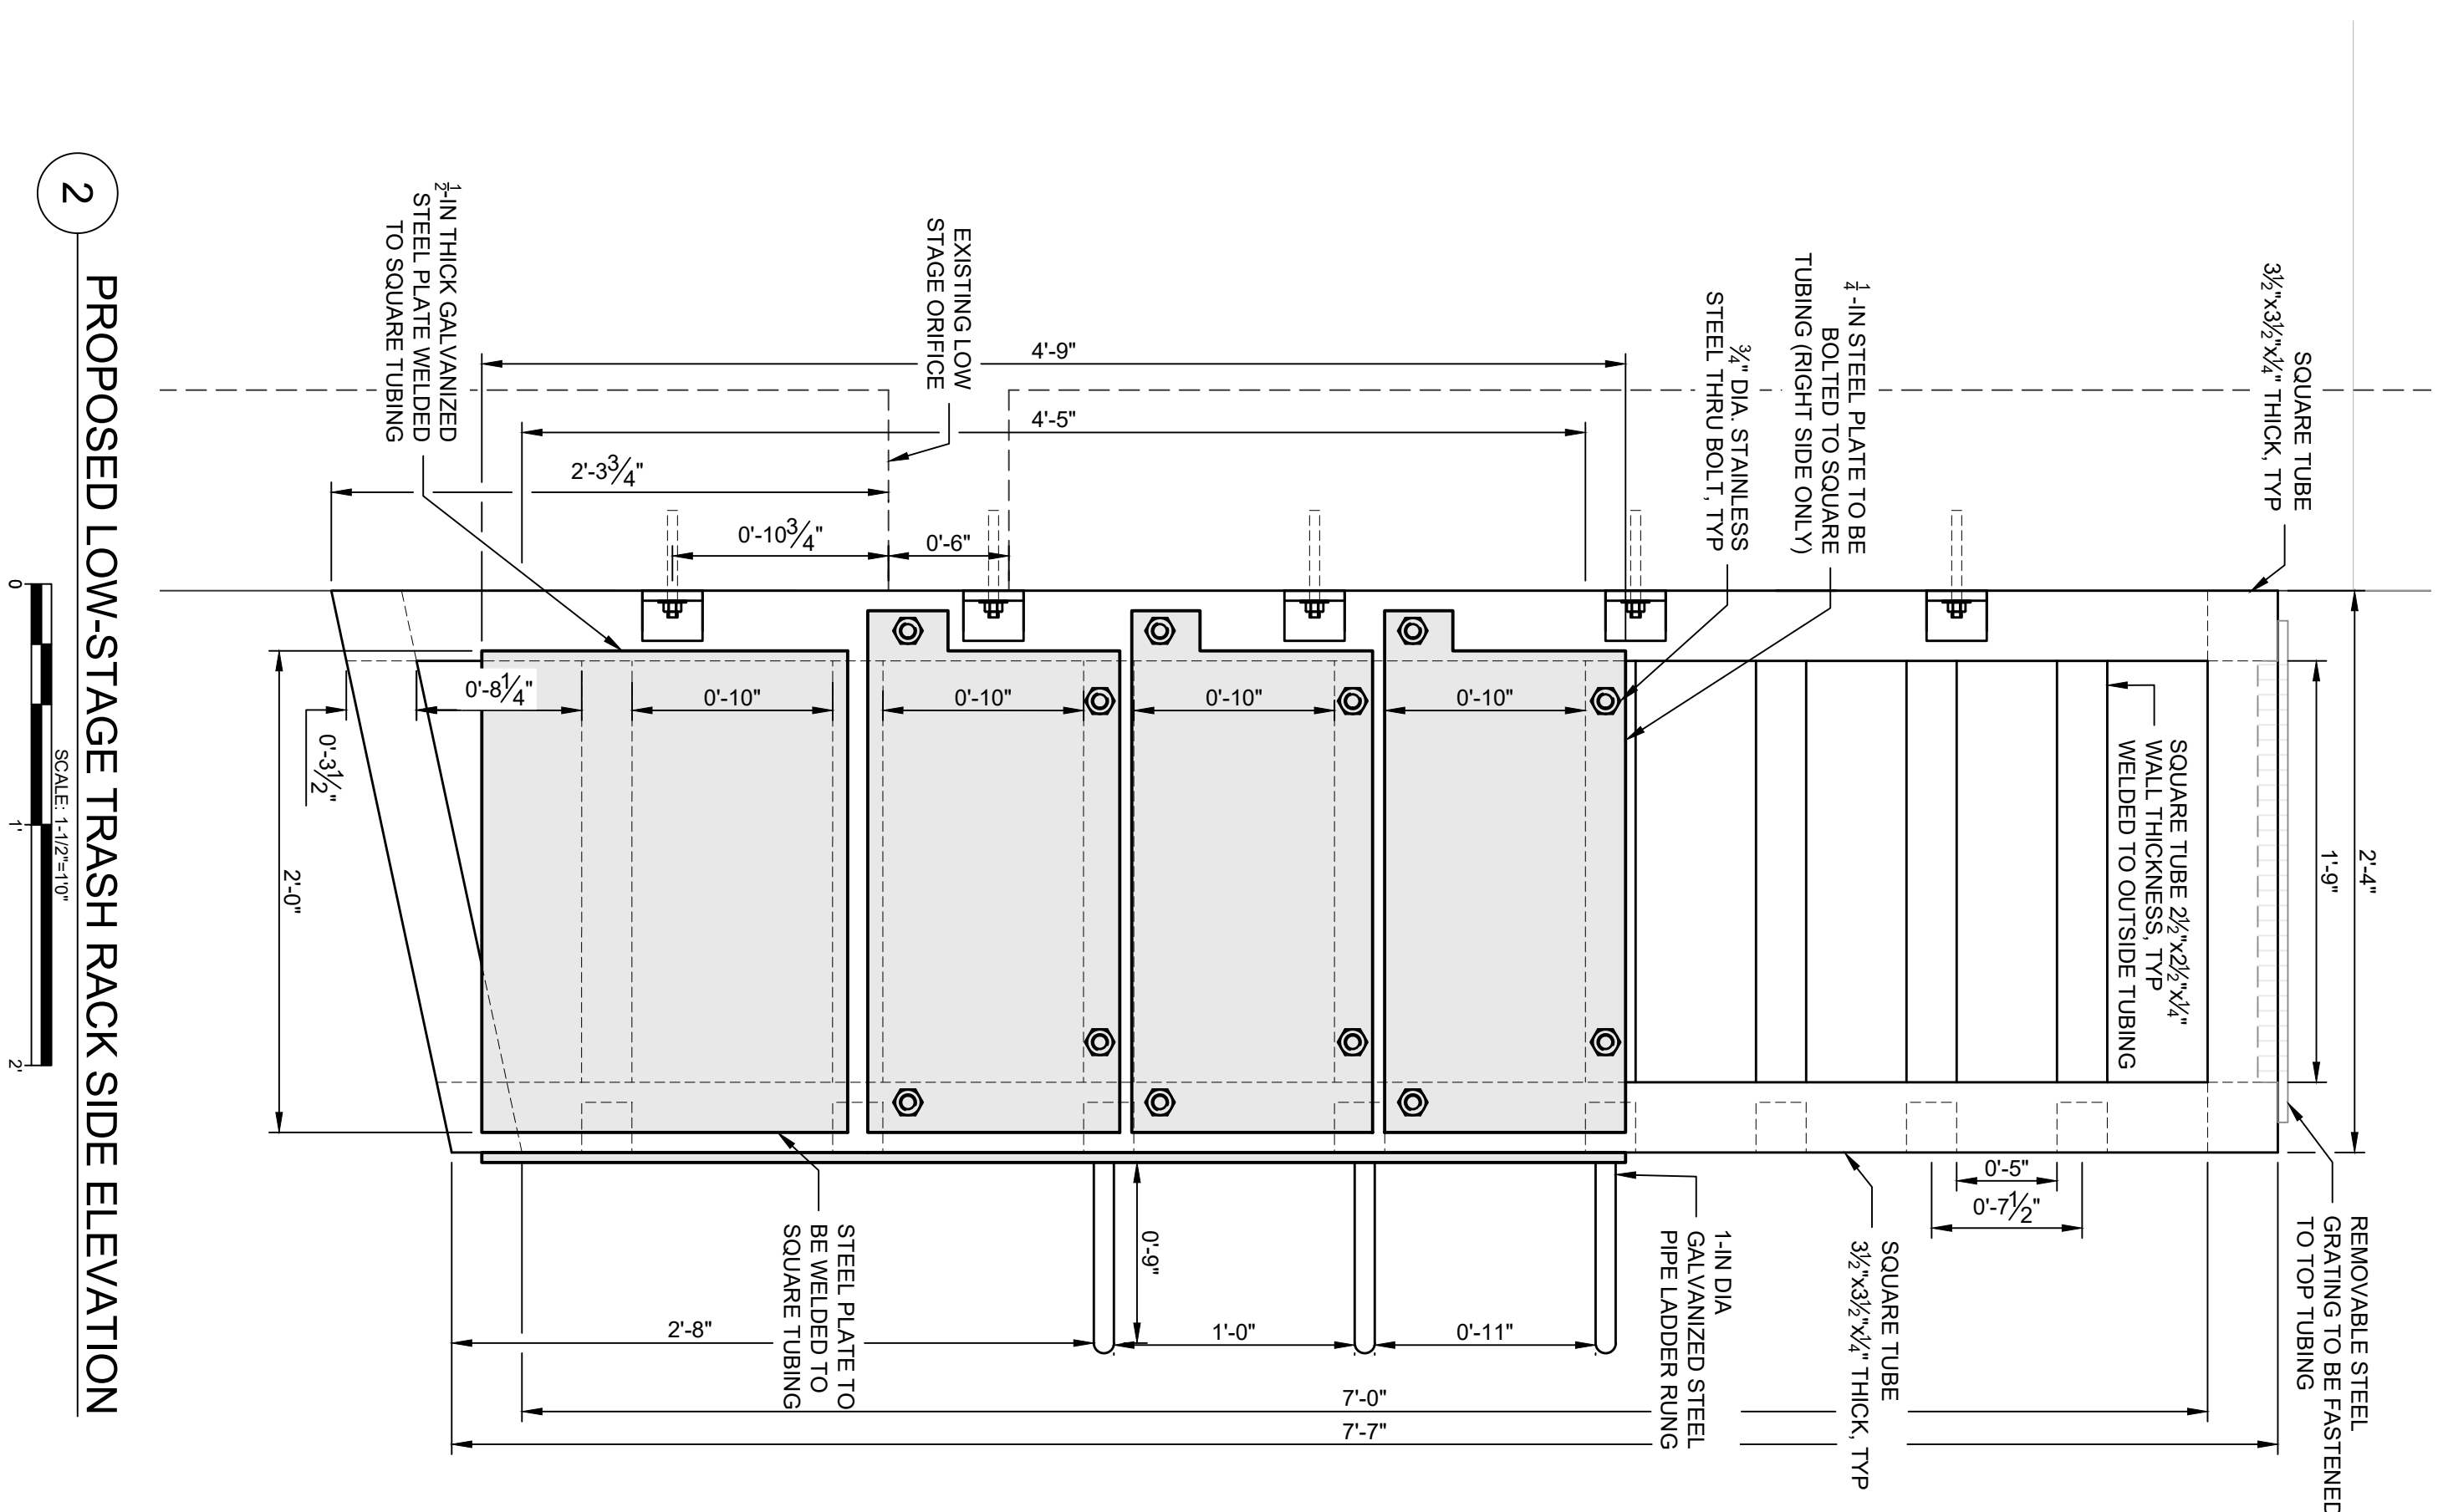 2
PROPOSED LOW-STAGE TRASH RACK SIDE ELEVATION
SCALE: 1-1/2"=1'0"
0
1'
2'
SQUARE TUBE
3½"x3½"x¼" THICK, TYP
¼-IN STEEL PLATE TO BE
BOLTED TO SQUARE
TUBING (RIGHT SIDE ONLY)
¾" DIA. STAINLESS
STEEL THRU BOLT, TYP
EXISTING LOW
STAGE ORIFICE
½-IN THICK GALVANIZED
STEEL PLATE WELDED
TO SQUARE TUBING
4'-9"
4'-5"
2'-3¾"
0'-10¾"
0'-6"
0'-8¼"
0'-10"
0'-10"
0'-10"
0'-10"
0'-3½"
2'-0"
SQUARE TUBE 2½"x2½"x¼"
WALL THICKNESS, TYP
WELDED TO OUTSIDE TUBING
2'-4"
1'-9"
0'-5"
0'-7½"
REMOVABLE STEEL
GRATING TO BE FASTENED
TO TOP TUBING
SQUARE TUBE
3½"x3½"x¼" THICK, TYP
1-IN DIA
GALVANIZED STEEL
PIPE LADDER RUNG
STEEL PLATE TO
BE WELDED TO
SQUARE TUBING
0'-9"
2'-8"
1'-0"
0'-11"
7'-0"
7'-7"